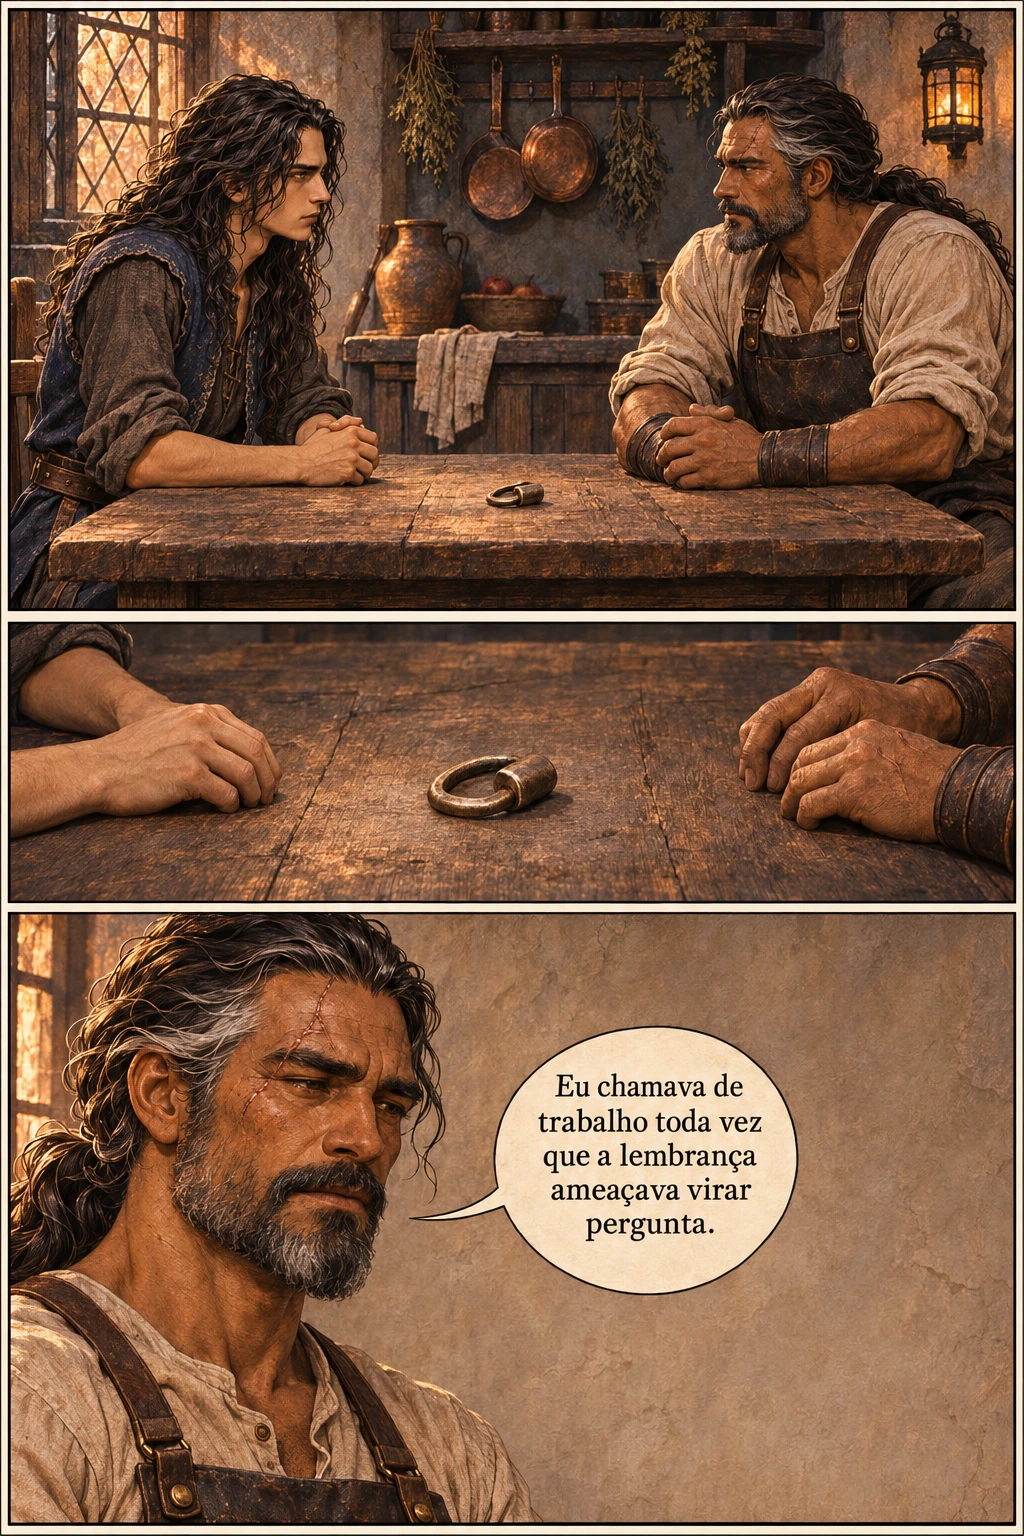 Eu chamava de
trabalho toda vez
que a lembrança
ameaçava virar
pergunta.